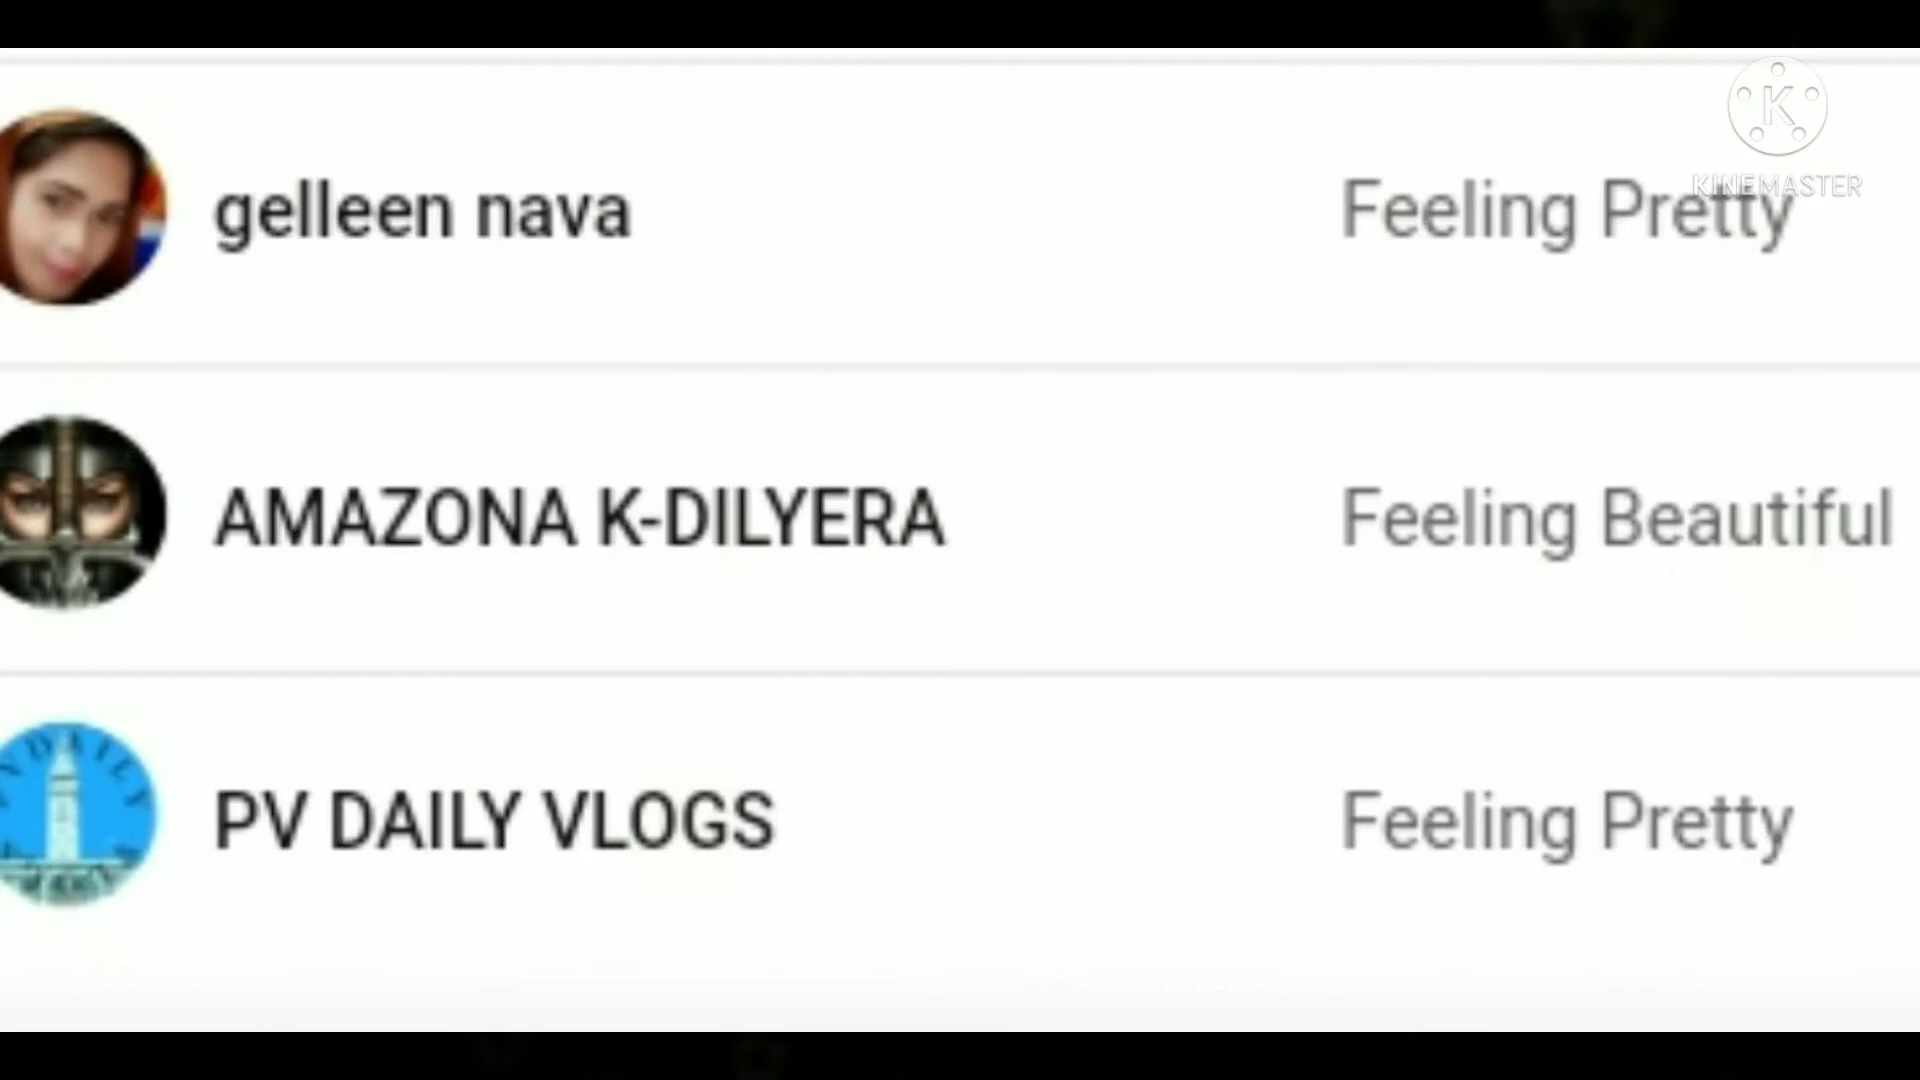 KINEMASTER
gelleen nava Feeling Pretty
AMAZONA K-DILYERA Feeling Beautiful
PV DAILY VLOGS Feeling Pretty